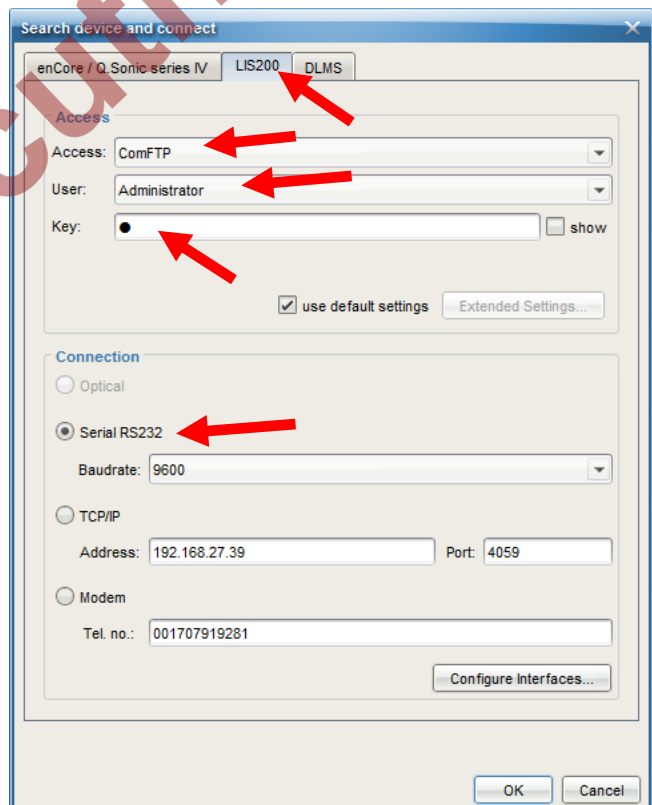 Search device and connect
enCore / Q.Sonic series IV LIS200 DLMS
Access
Access: ComFTP
User: Administrator
Key: ● show
use default settings Extended Settings...
Connection
Optical
Serial RS232
Baudrate: 9600
TCP/IP
Address: 192.168.27.39 Port: 4059
Modem
Tel. no.: 001707919281
Configure Interfaces...
OK Cancel